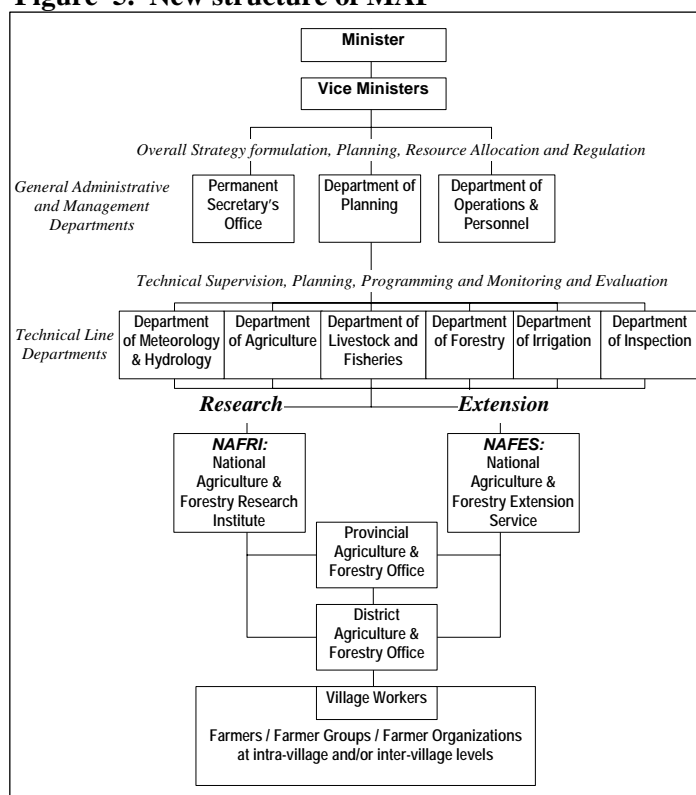 Figure New structure of MAF
Minister
Vice Ministers
Overall Strategy formulation, Planning, Resource Allocation and Regulation
General Administrative
and Management
Departments
Permanent
Secretary's
Office
Department of
Planning
Department of
Operations &
Personnel
Technical Supervision, Planning, Programming and Monitoring and Evaluation
Technical Line
Departments
Department
of Meteorology
& Hydrology
Department
of Agriculture
Department of
Livestock and
Fisheries
Department
of Forestry
Department
of Irrigation
Department
of Inspection
Research
Extension
NAFRI:
National
Agriculture &
Forestry Research
Institute
NAFES:
National
Agriculture &
Forestry Extension
Service
Provincial
Agriculture &
Forestry Office
District
Agriculture &
Forestry Office
Village Workers
Farmers / Farmer Groups / Farmer Organizations
at intra-village and/or inter-village levels